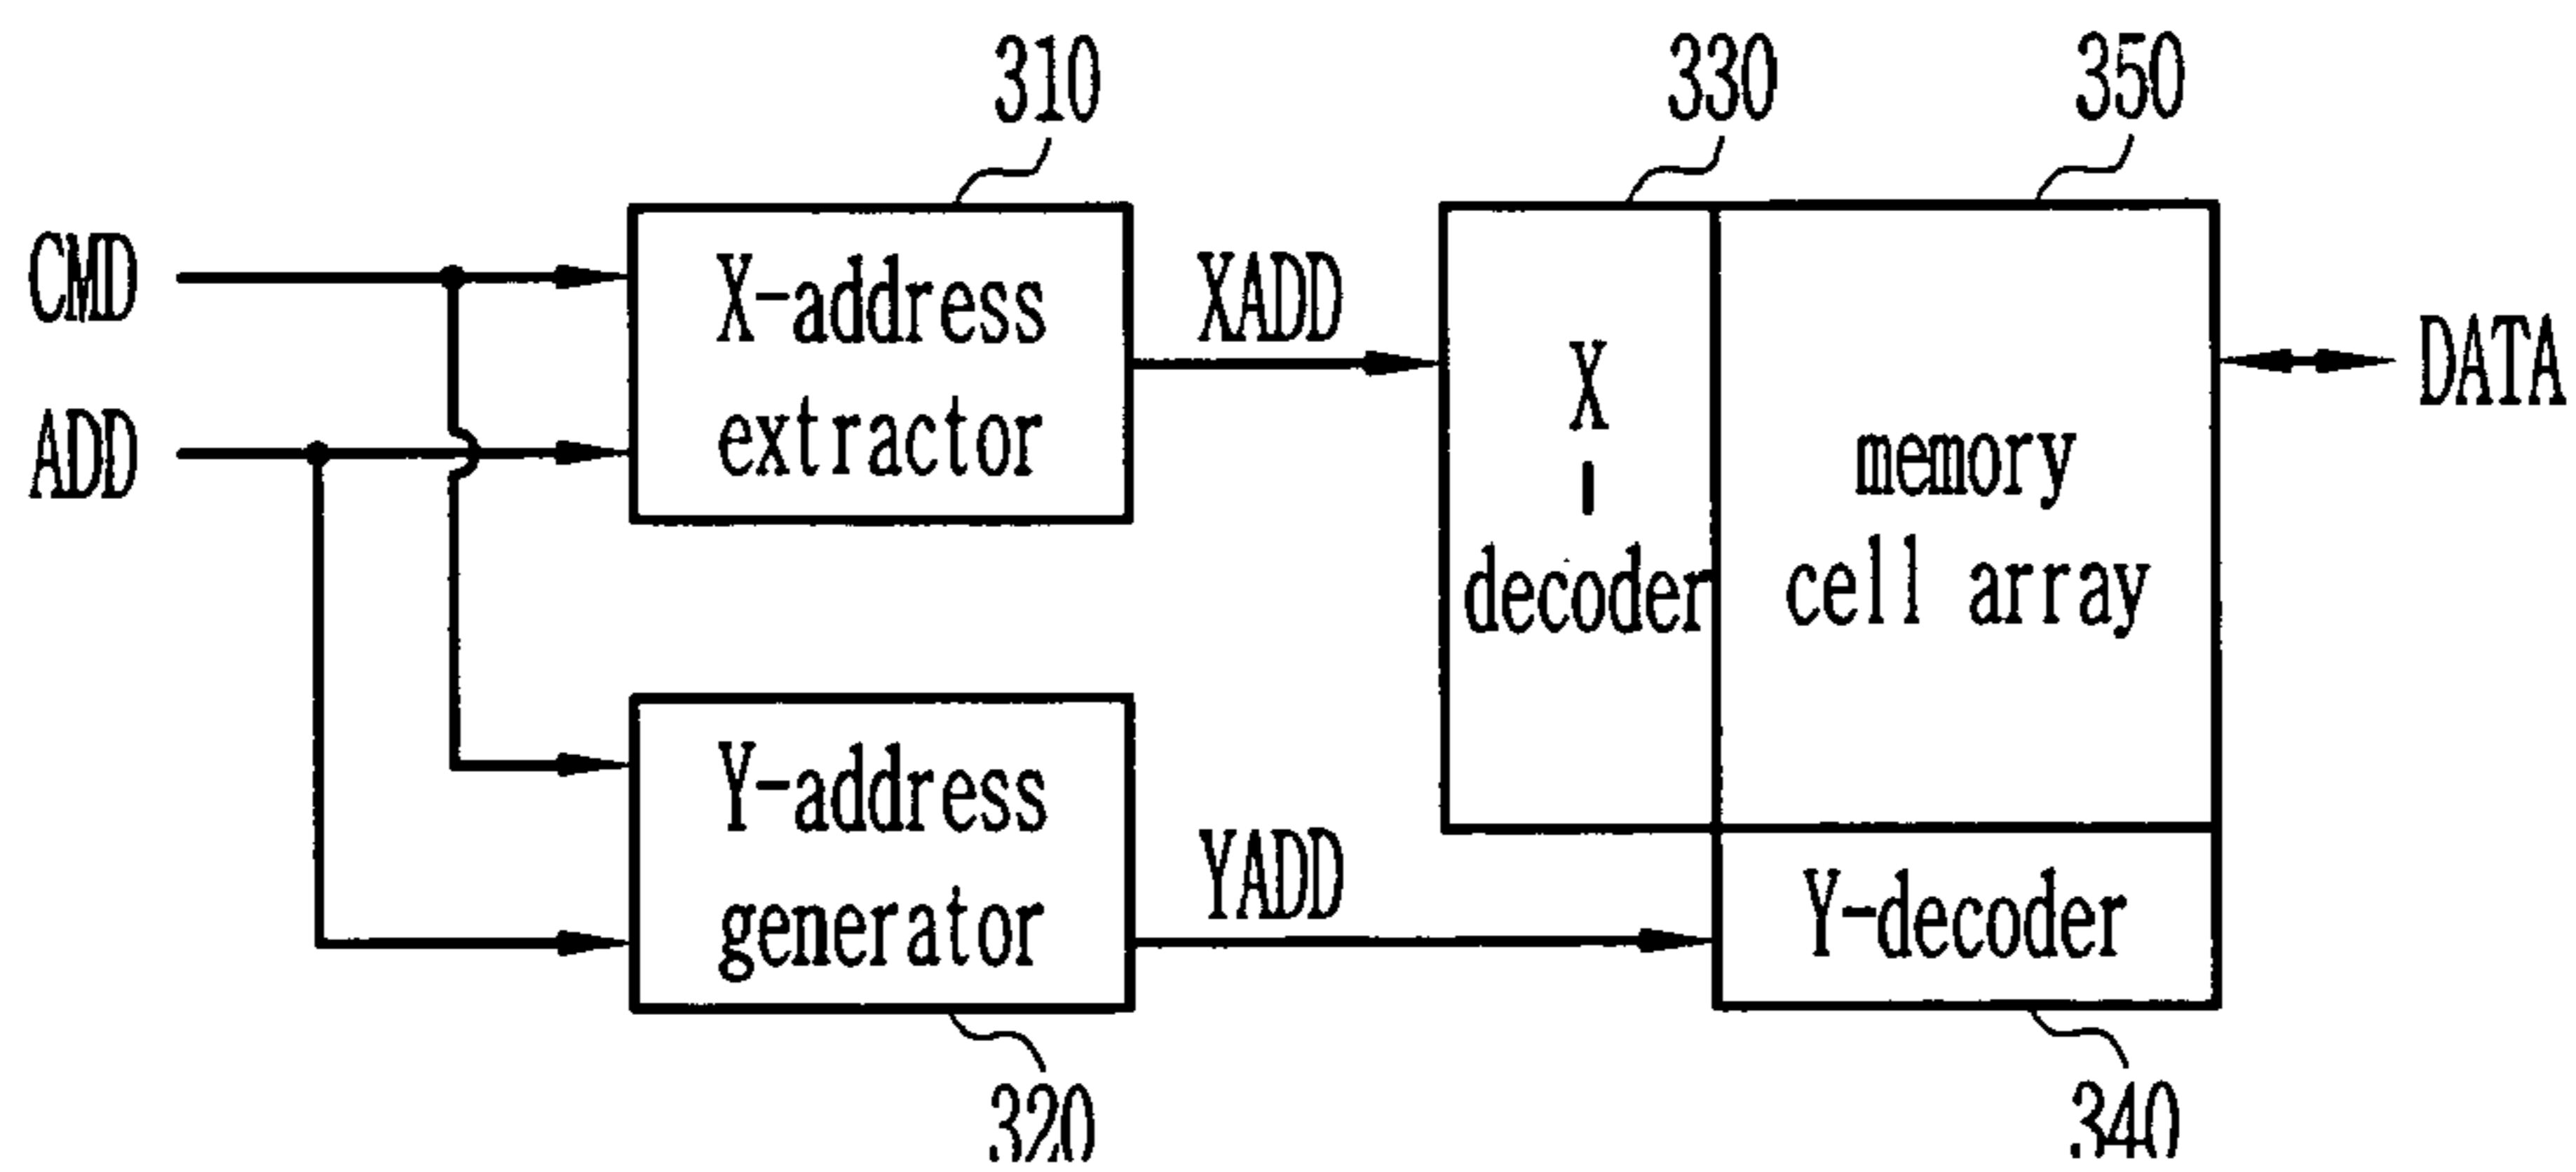 310
330
350
CMD
ADD
X-address
extractor
XADD
X
-
decoder
memory
cell array
DATA
Y-address
generator
YADD
Y-decoder
320
340